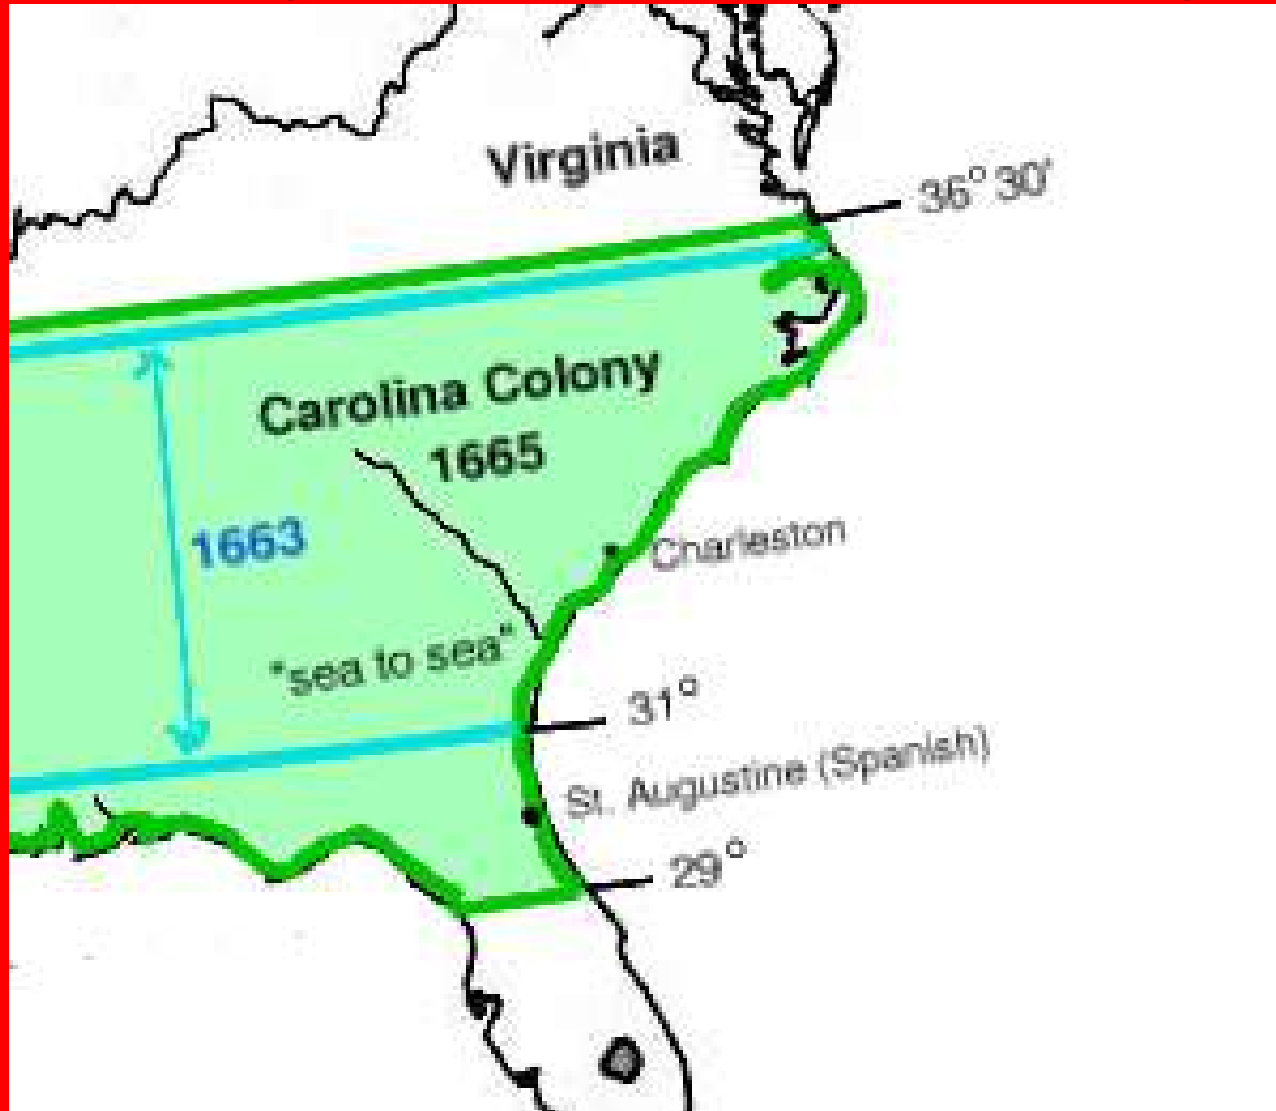 Virginia
36° 30'
Carolina Colony
1665
1663
Charleston
"sea to sea"
31°
St. Augustine (Spanish)
29°